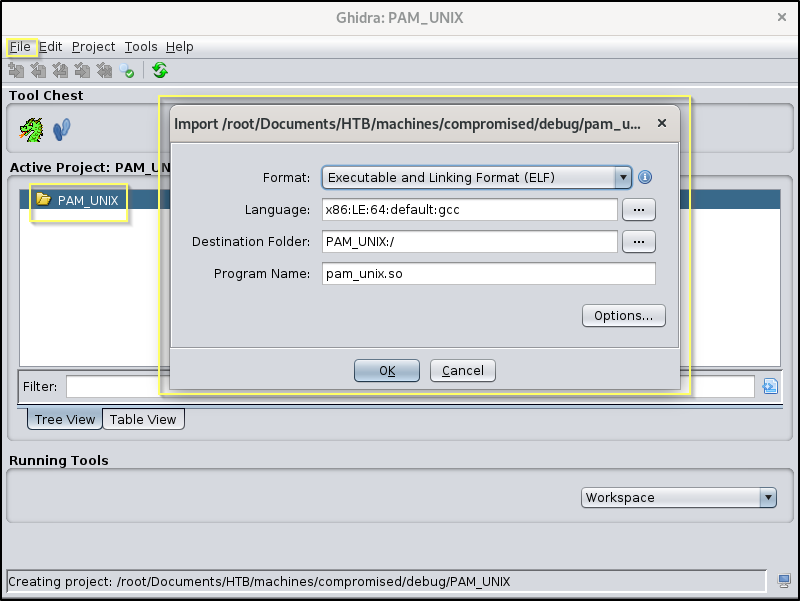 Ghidra: PAM_UNIX
File Edit Project Tools Help
Tool Chest
Import /root/Documents/HTB/machines/compromised/debug/pam_u...
Active Project: PAM_UN
PAM_UNIX
Format: Executable and Linking Format (ELF)
Language: x86:LE:64:default:gcc ...
Destination Folder: PAM_UNIX:/ ...
Program Name: pam_unix.so
Options...
OK Cancel
Filter:
Tree View Table View
Running Tools
Workspace
Creating project: /root/Documents/HTB/machines/compromised/debug/PAM_UNIX